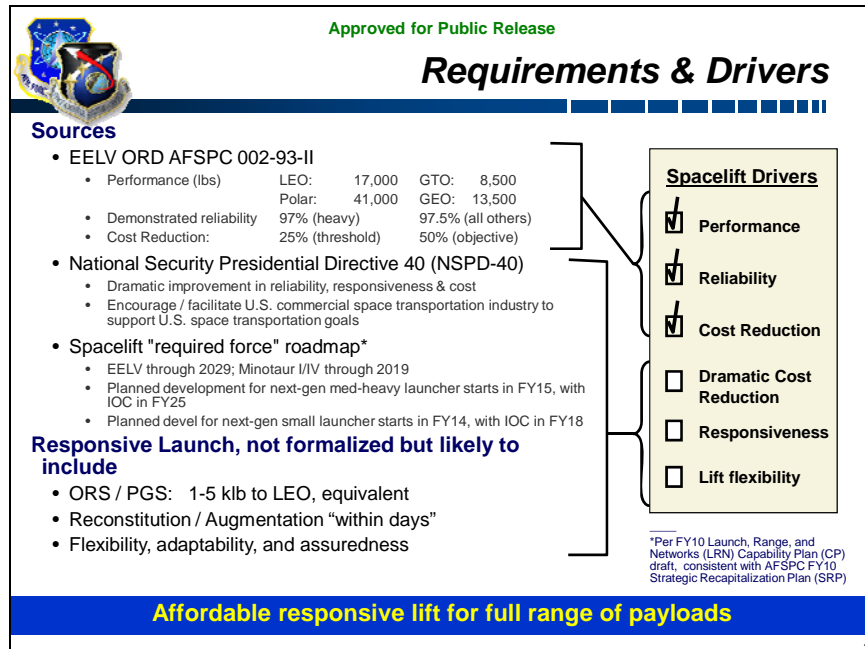 Approved for Public Release
Requirements & Drivers
Sources
• EELV ORD AFSPC 002-93-II
• Performance (lbs) LEO: 17,000 GTO: 8,500
Polar: 41,000 GEO: 13,500
• Demonstrated reliability 97% (heavy) 97.5% (all others)
• Cost Reduction: 25% (threshold) 50% (objective)
• National Security Presidential Directive 40 (NSPD-40)
• Dramatic improvement in reliability, responsiveness & cost
• Encourage / facilitate U.S. commercial space transportation industry to
support U.S. space transportation goals
• Spacelift "required force" roadmap*
• EELV through 2029; Minotaur I/IV through 2019
• Planned development for next-gen med-heavy launcher starts in FY15, with
IOC in FY25
• Planned devel for next-gen small launcher starts in FY14, with IOC in FY18
Responsive Launch, not formalized but likely to
include
• ORS / PGS: 1-5 klb to LEO, equivalent
• Reconstitution / Augmentation “within days”
• Flexibility, adaptability, and assuredness
Spacelift Drivers
Performance
Reliability
Cost Reduction
Dramatic Cost
Reduction
Responsiveness
Lift flexibility
*Per FY10 Launch, Range, and
Networks (LRN) Capability Plan (CP)
draft, consistent with AFSPC FY10
Strategic Recapitalization Plan (SRP)
Affordable responsive lift for full range of payloads